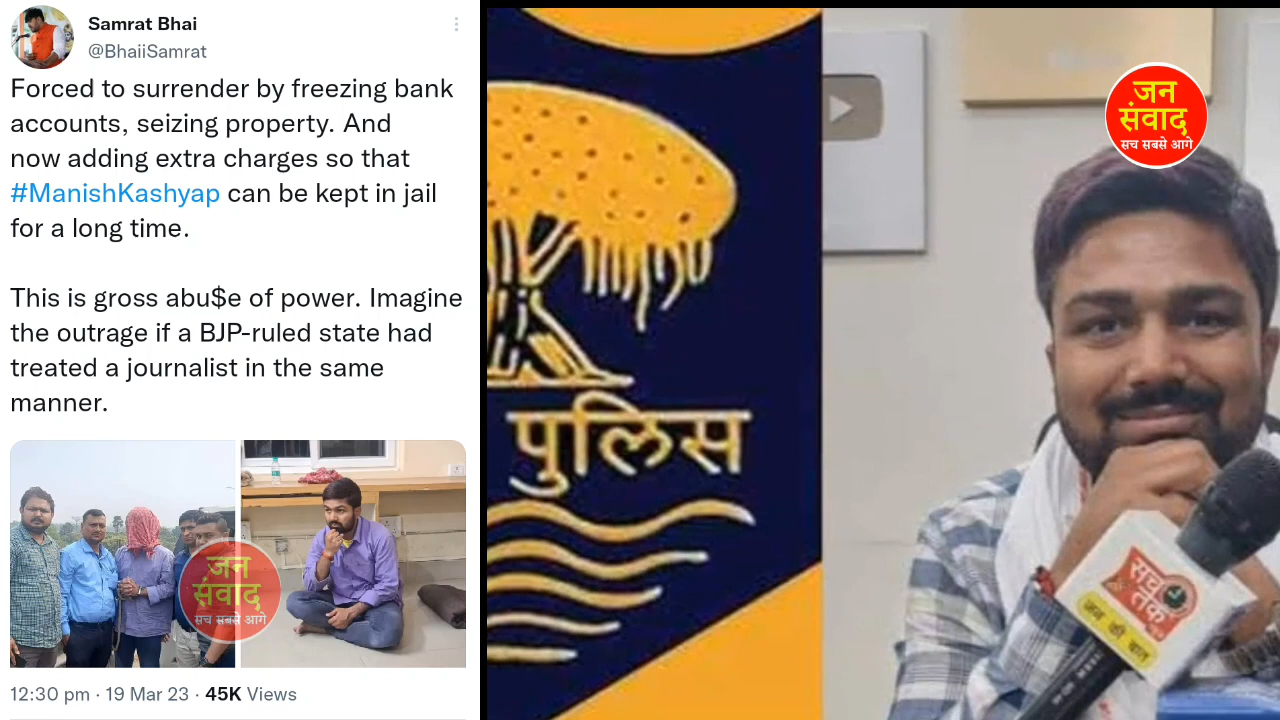 Samrat Bhai
@BhaiiSamrat
Forced to surrender by freezing bank
accounts, seizing property. And
now adding extra charges so that
#ManishKashyap can be kept in jail
for a long time.
This is gross abu$e of power. Imagine
the outrage if a BJP-ruled state had
treated a journalist in the same
manner.
जन
संवाद
सच सबसे आगे
12:30 pm · 19 Mar 23 · 45K Views
पुलिस
जन
संवाद
सच सबसे आगे
सच
तक
जन की बात